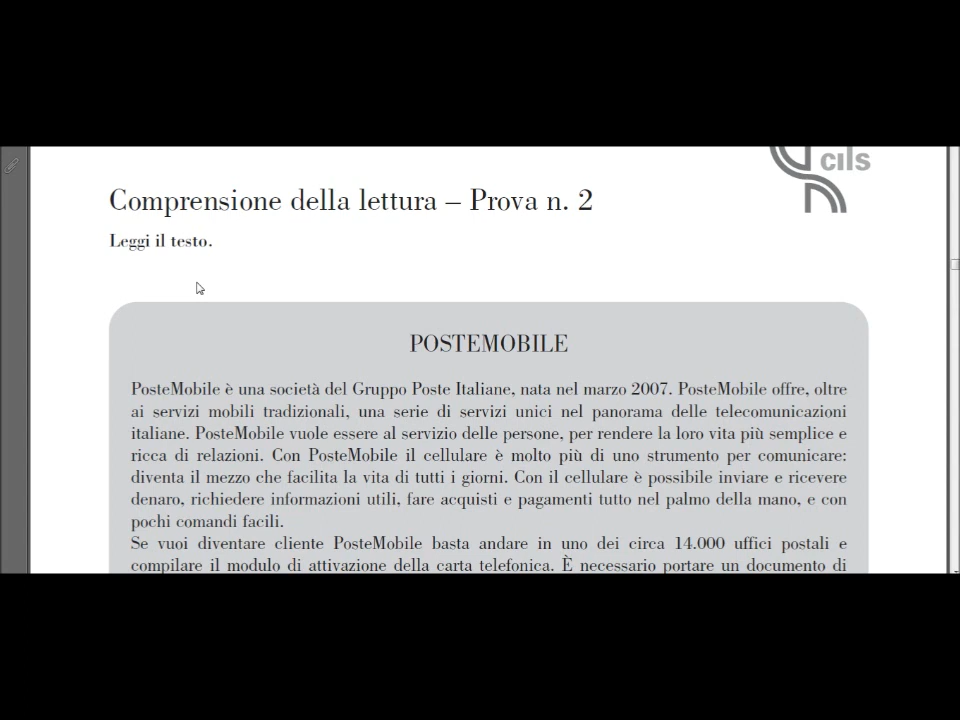 cils
Comprensione della lettura – Prova n. 2
Leggi il testo.
POSTEMOBILE
PosteMobile è una società del Gruppo Poste Italiane, nata nel marzo 2007. PosteMobile offre, oltre
ai servizi mobili tradizionali, una serie di servizi unici nel panorama delle telecomunicazioni
italiane. PosteMobile vuole essere al servizio delle persone, per rendere la loro vita più semplice e
ricca di relazioni. Con PosteMobile il cellulare è molto più di uno strumento per comunicare:
diventa il mezzo che facilita la vita di tutti i giorni. Con il cellulare è possibile inviare e ricevere
denaro, richiedere informazioni utili, fare acquisti e pagamenti tutto nel palmo della mano, e con
pochi comandi facili.
Se vuoi diventare cliente PosteMobile basta andare in uno dei circa 14.000 uffici postali e
compilare il modulo di attivazione della carta telefonica. È necessario portare un documento di